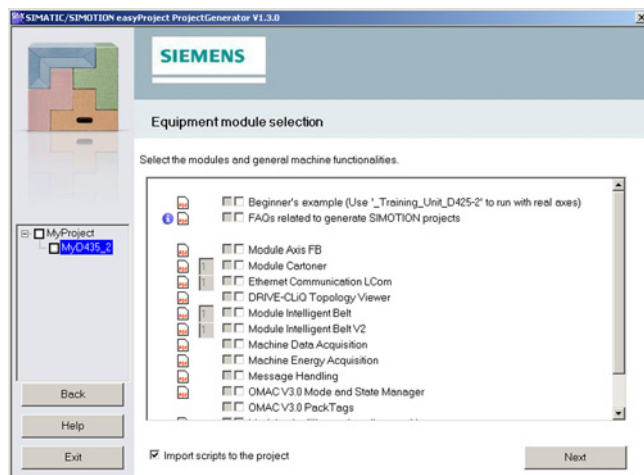 SIMATIC/SIMOTION easyProject ProjectGenerator V1.3.0
SIEMENS
Equipment module selection
Select the modules and general machine functionalities.
Beginner's example (Use '_Training_Unit_D425-2' to run with real axes)
FAQs related to generate SIMOTION projects
Module Axis FB
1 Module Cartoner
1 Ethernet Communication LCom
DRIVE-CLiQ Topology Viewer
1 Module Intelligent Belt
1 Module Intelligent Belt V2
Machine Data Acquisition
Machine Energy Acquisition
Message Handling
OMAC V3.0 Mode and State Manager
OMAC V3.0 PackTags
MyProject
MyD435_2
Back
Help
Exit
Import scripts to the project
Next